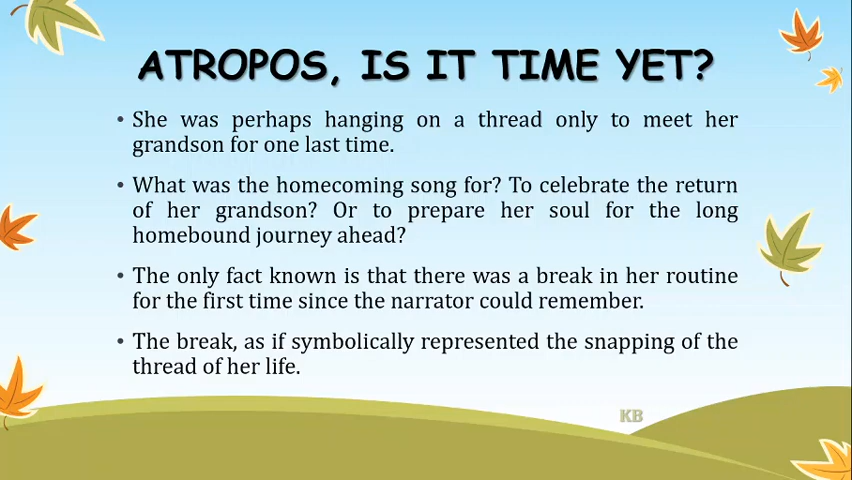 ATROPOS, IS IT TIME YET?
• She was perhaps hanging on a thread only to meet her
grandson for one last time.
• What was the homecoming song for? To celebrate the return
of her grandson? Or to prepare her soul for the long
homebound journey ahead?
• The only fact known is that there was a break in her routine
for the first time since the narrator could remember.
• The break, as if symbolically represented the snapping of the
thread of her life.
KB